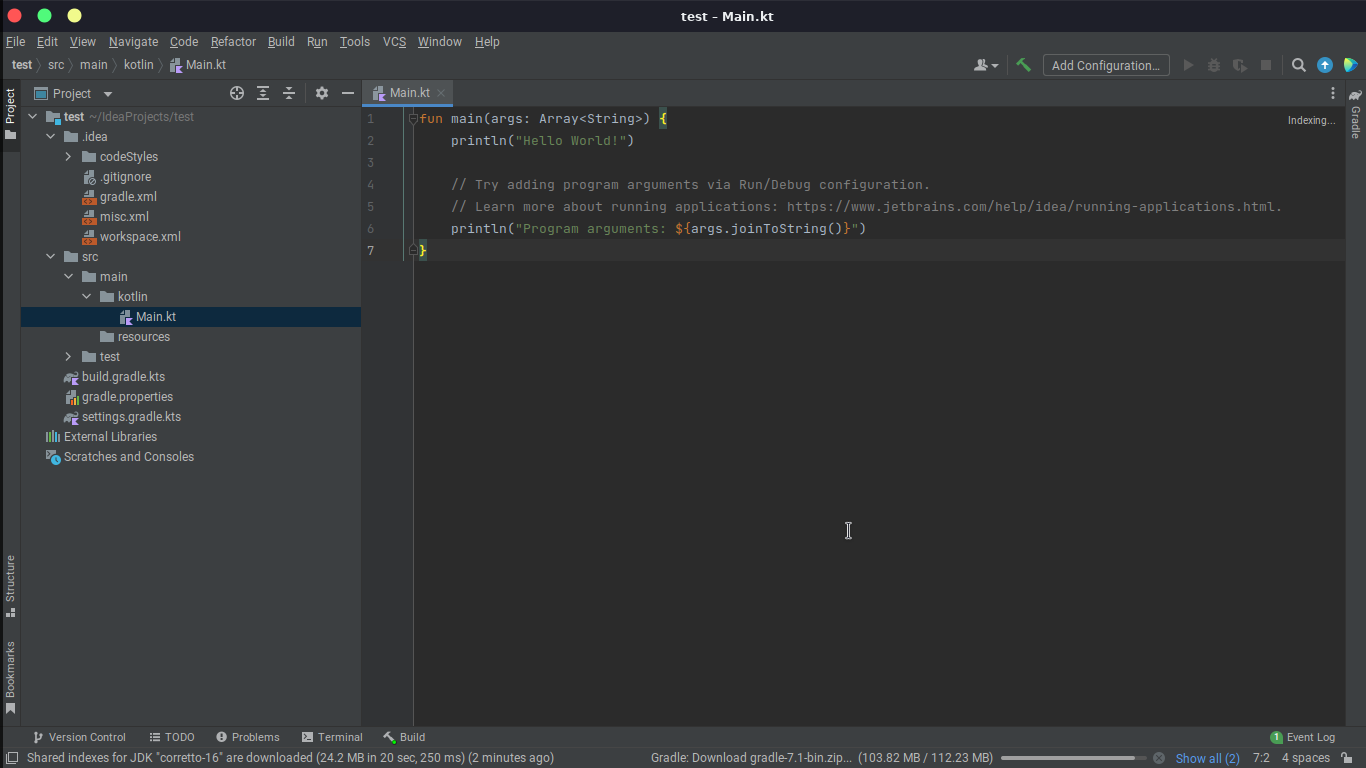 test – Main.kt
File Edit View Navigate Code Refactor Build Run Tools VCS Window Help
test src main kotlin Main.kt
Add Configuration...
Project
Project
Main.kt
Gradle
test ~/IdeaProjects/test
.idea
codeStyles
.gitignore
gradle.xml
misc.xml
workspace.xml
src
main
kotlin
Main.kt
resources
test
build.gradle.kts
gradle.properties
settings.gradle.kts
External Libraries
Scratches and Consoles
1 fun main(args: Array<String>) {
Indexing...
2 println("Hello World!")
3
4 // Try adding program arguments via Run/Debug configuration.
5 // Learn more about running applications: https://www.jetbrains.com/help/idea/running-applications.html.
6 println("Program arguments: ${args.joinToString()}")
7 }
Structure
Bookmarks
Version Control TODO Problems Terminal Build 1 Event Log
Shared indexes for JDK "corretto-16" are downloaded (24.2 MB in 20 sec, 250 ms) (2 minutes ago) Gradle: Download gradle-7.1-bin.zip... (103.82 MB / 112.23 MB) Show all (2) 7:2 4 spaces